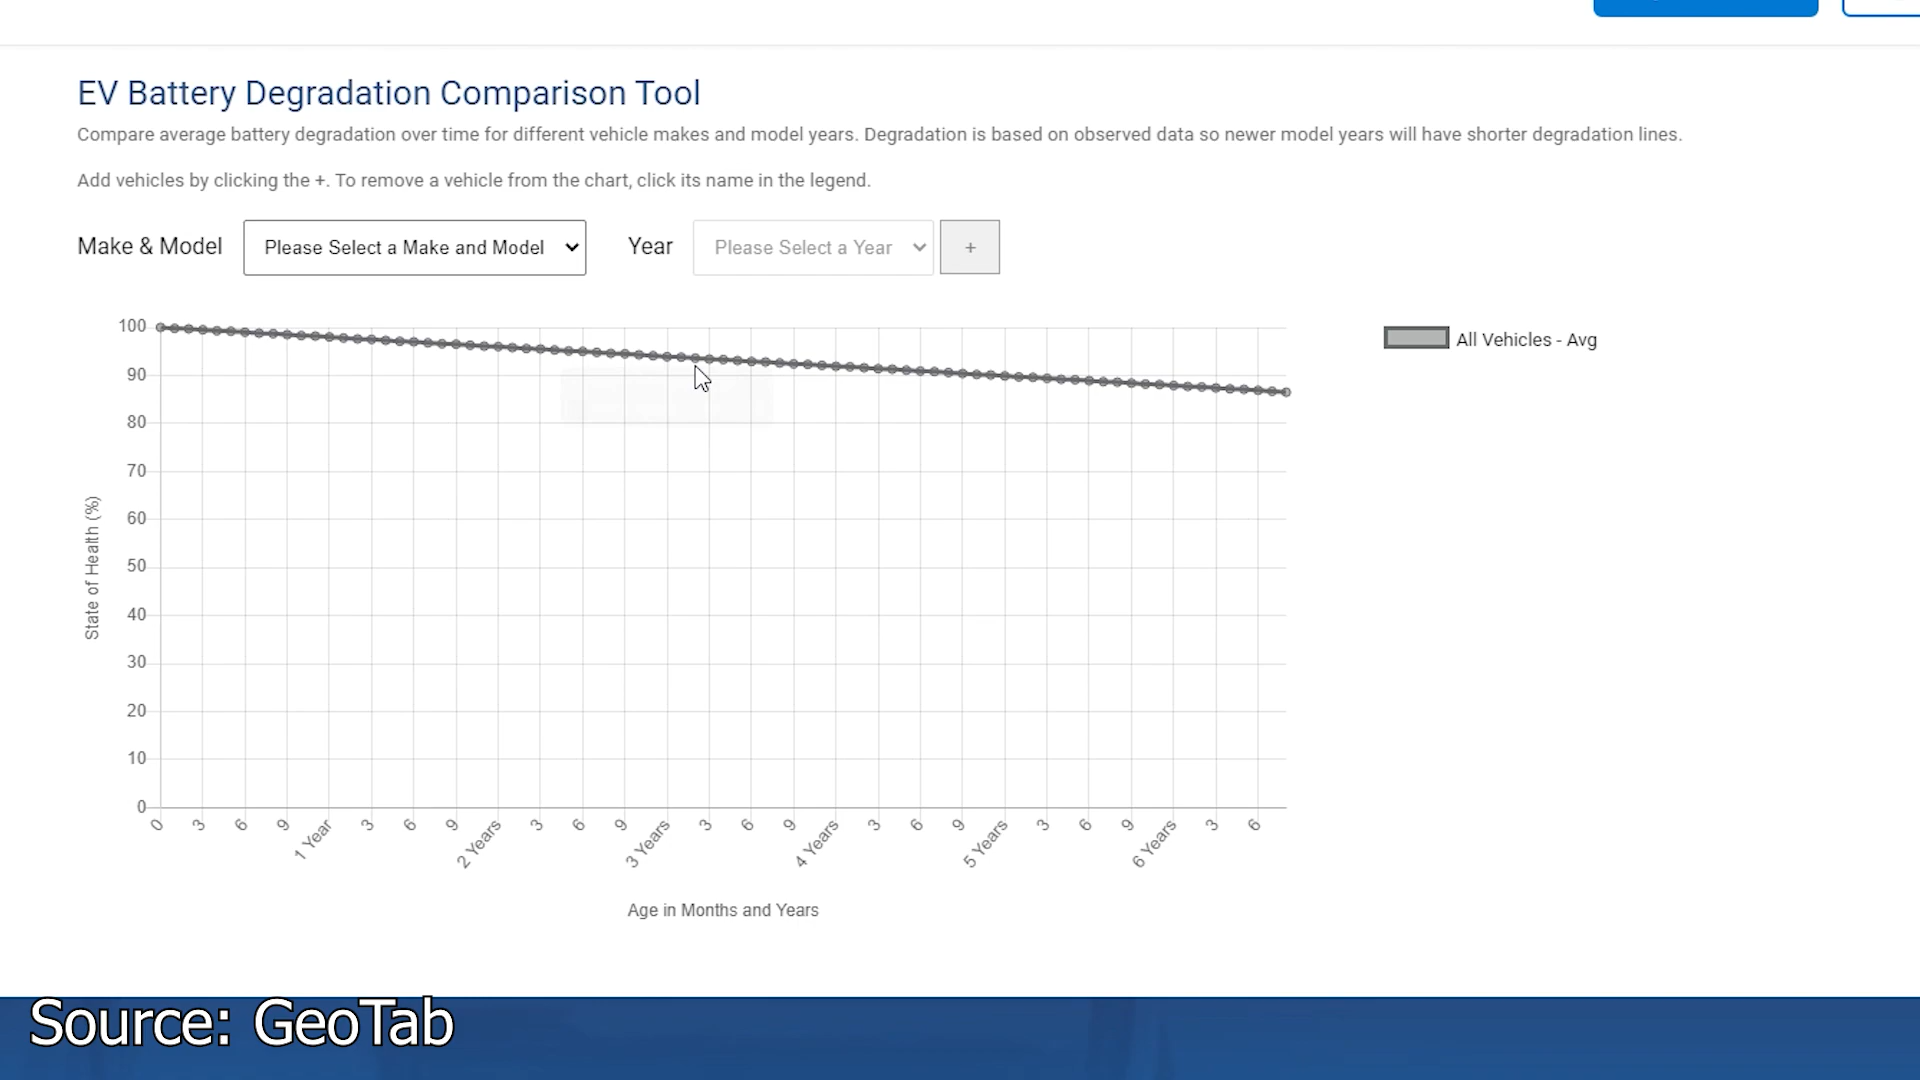 EV Battery Degradation Comparison Tool
Compare average battery degradation over time for different vehicle makes and model years. Degradation is based on observed data so newer model years will have shorter degradation lines.
Add vehicles by clicking the +. To remove a vehicle from the chart, click its name in the legend.
Make & Model Please Select a Make and Model Year Please Select a Year +
All Vehicles - Avg
100
90
80
70
60
50
40
30
20
10
0
State of Health (%)
0 3 6 9 1 Year 3 6 9 2 Years 3 6 9 3 Years 3 6 9 4 Years 3 6 9 5 Years 3 6 9 6 Years 3 6
Age in Months and Years
Source: GeoTab